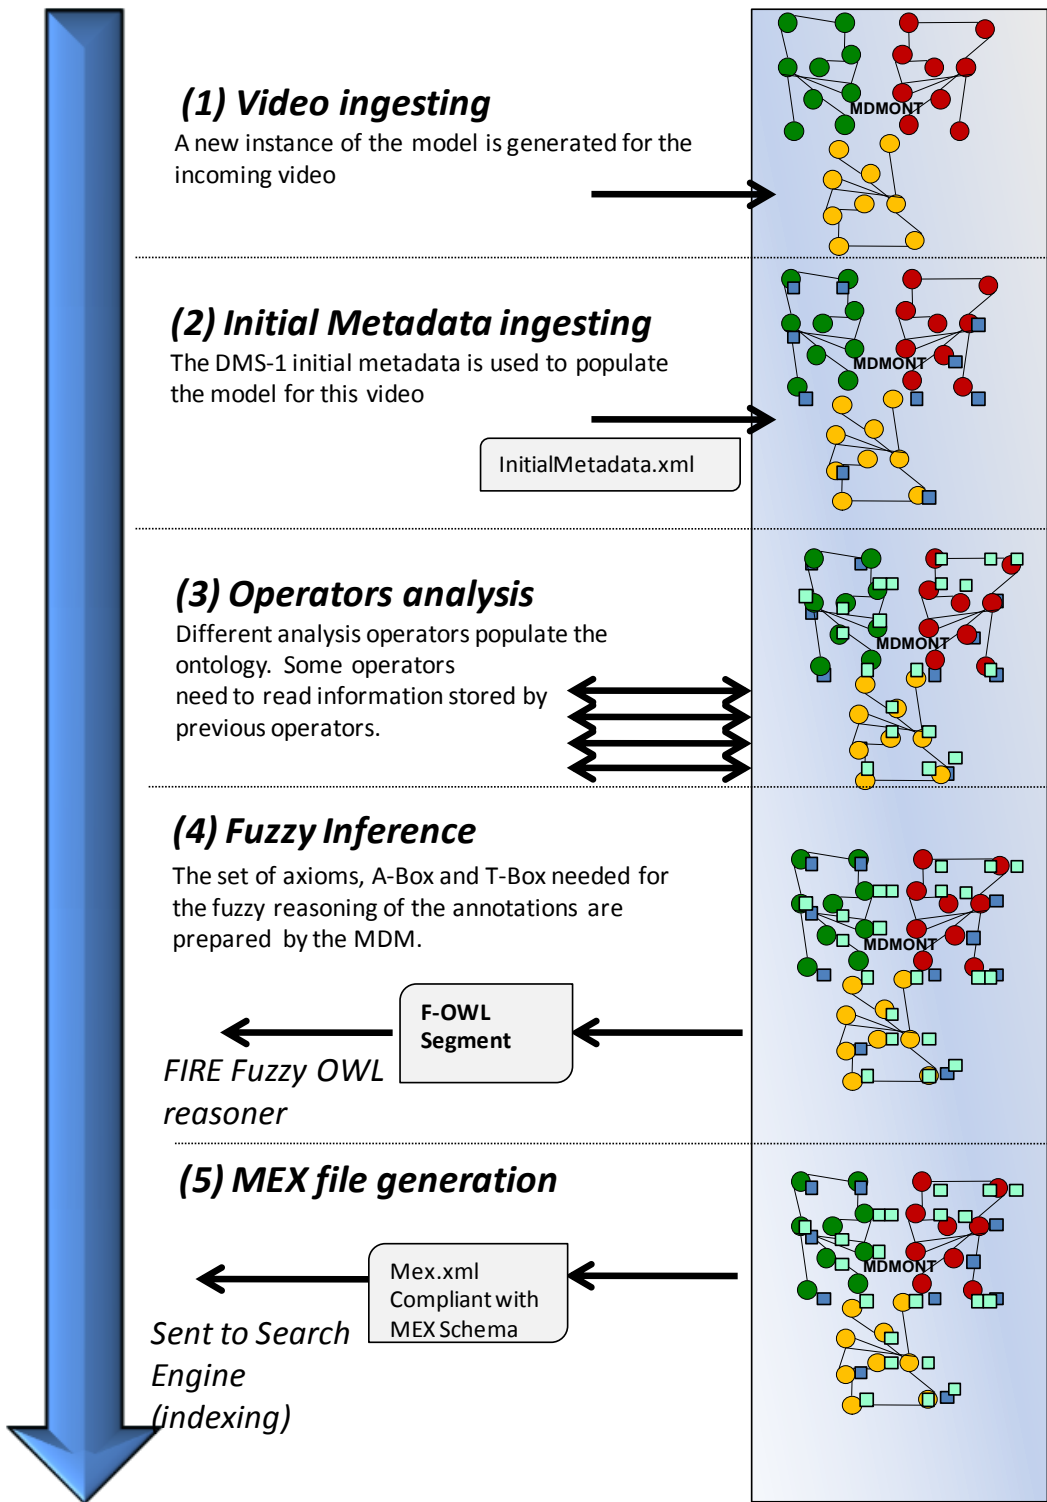 (1) Video ingesting
A new instance of the model is generated for the
incoming video
MDMONT
(2) Initial Metadata ingesting
The DMS-1 initial metadata is used to populate
the model for this video
MDMONT
InitialMetadata.xml
(3) Operators analysis
Different analysis operators populate the
ontology. Some operators
need to read information stored by
previous operators.
MDMONT
(4) Fuzzy Inference
The set of axioms, A-Box and T-Box needed for
the fuzzy reasoning of the annotations are
prepared by the MDM.
MDMONT
F-OWL
Segment
FIRE Fuzzy OWL
reasoner
(5) MEX file generation
MDMONT
Mex.xml
Compliant with
MEX Schema
Sent to Search
Engine
(indexing)